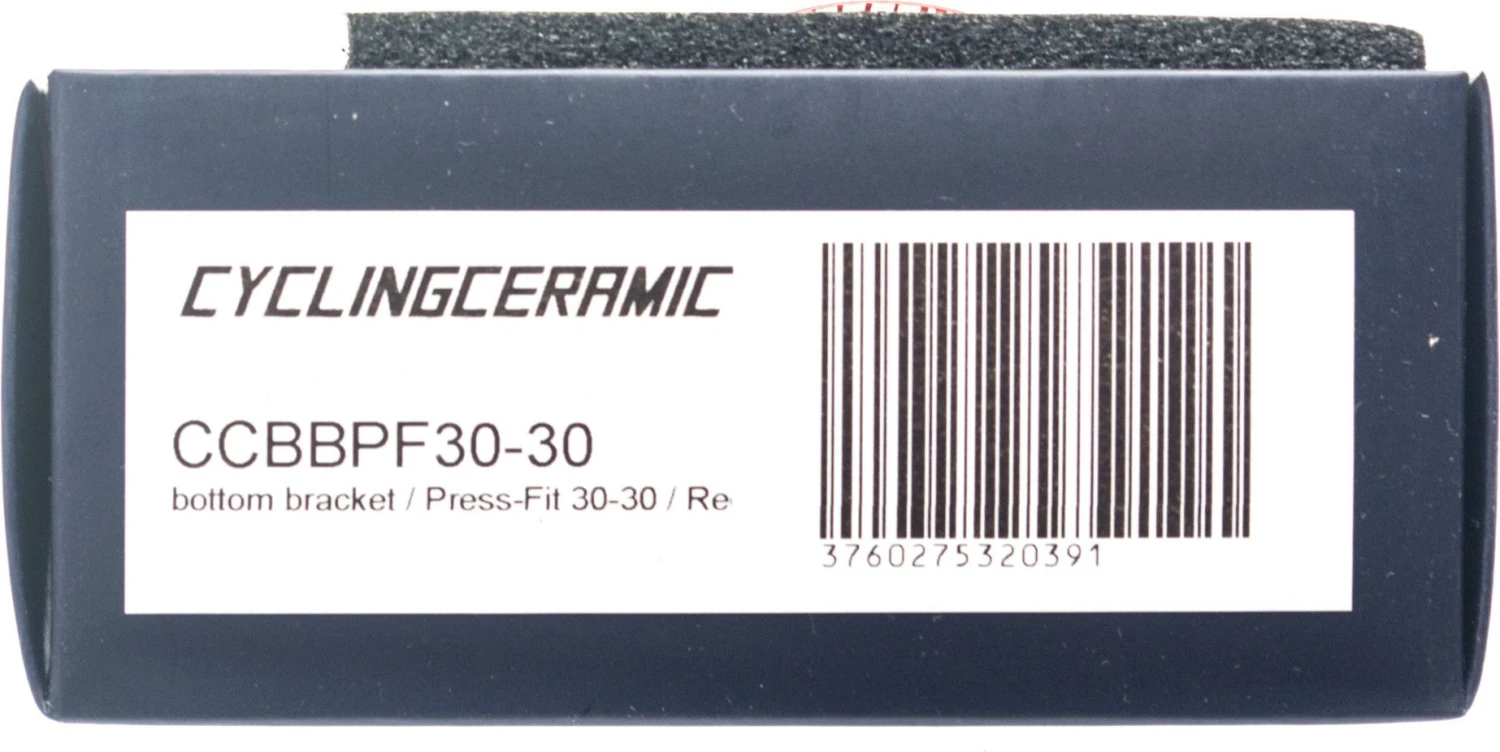 CYCLINGCERAMIC
CCBBPF30-30
bottom bracket / Press-Fit 30-30 / Re
3760275320391